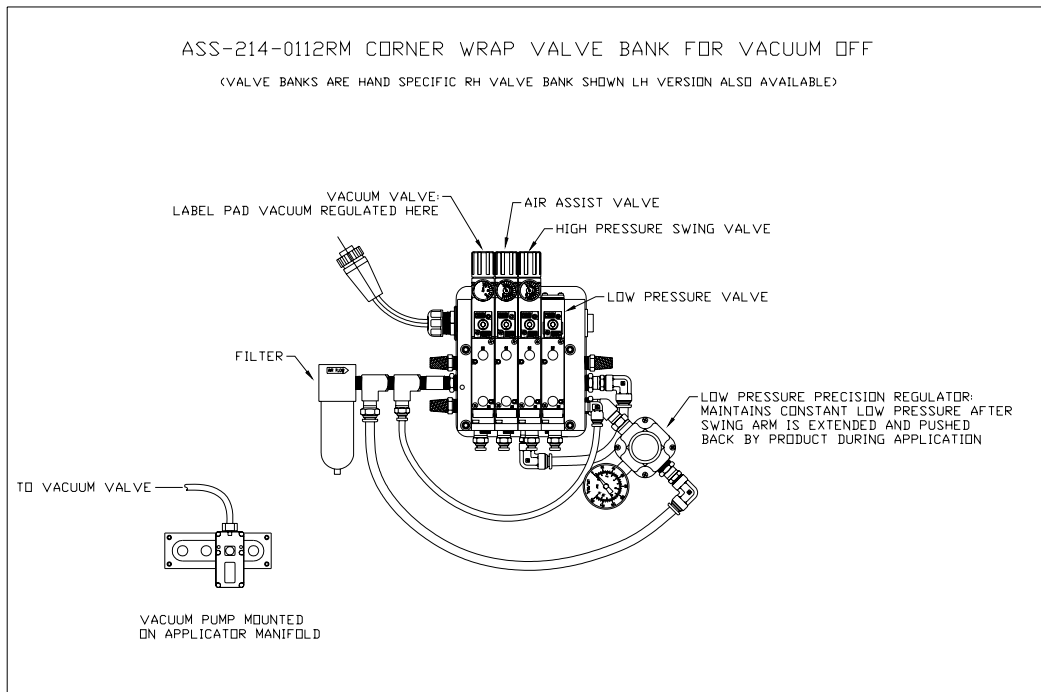 ASS-214-0112RM CORNER WRAP VALVE BANK FOR VACUUM OFF
(VALVE BANKS ARE HAND SPECIFIC RH VALVE BANK SHOWN LH VERSION ALSO AVAILABLE)
VACUUM VALVE:
LABEL PAD VACUUM REGULATED HERE
AIR ASSIST VALVE
HIGH PRESSURE SWING VALVE
LOW PRESSURE VALVE
FILTER
AIR FLOW
LOW PRESSURE PRECISION REGULATOR:
MAINTAINS CONSTANT LOW PRESSURE AFTER
SWING ARM IS EXTENDED AND PUSHED
BACK BY PRODUCT DURING APPLICATION
TO VACUUM VALVE
VACUUM PUMP MOUNTED
ON APPLICATOR MANIFOLD